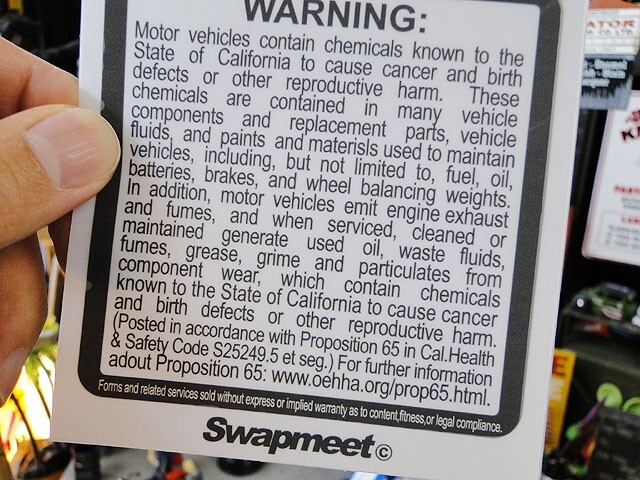 WARNING:
Motor vehicles contain chemicals known to the
State of California to cause cancer and birth
defects or other reproductive harm. These
chemicals are contained in many vehicle
components and replacement parts, vehicle
fluids, and paints and materisls used to maintain
vehicles, including, but not limited to, fuel, oil,
batteries, brakes, and wheel balancing weights.
In addition, motor vehicles emit engine exhaust
and fumes, and when serviced, cleaned or
maintained generate used oil, waste fluids,
fumes, grease, grime and particulates from
component wear, which contain chemicals
known to the State of California to cause cancer
and birth defects or other reproductive harm.
(Posted in accordance with Proposition 65 in Cal.Health
& Safety Code S25249.5 et seg.) For further information
adout Proposition 65: www.oehha.org/prop65.html.
Forms and related services sold without express or implied warranty as to content,fitness,or legal compliance.
Swapmeet©